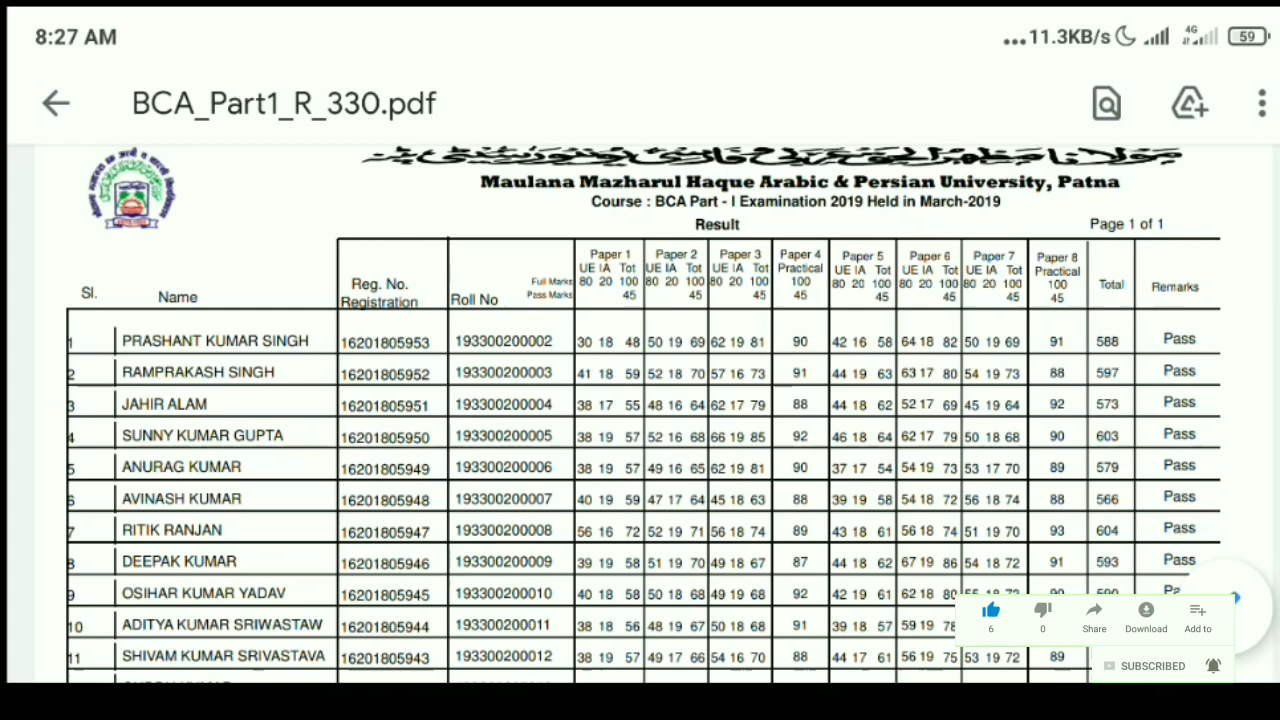 8:27 AM
...11.3KB/s 4G 59
BCA_Part1_R_330.pdf
Maulana Mazharul Haque Arabic & Persian University, Patna
Course : BCA Part - I Examination 2019 Held in March-2019
Result Page 1 of 1
Sl. Name Reg. No. Registration Roll No Full Marks Pass Marks Paper 1 UE IA Tot 80 20 100 45 Paper 2 UE IA Tot 80 20 100 45 Paper 3 UE IA Tot 80 20 100 45 Paper 4 Practical 100 45 Paper 5 UE IA Tot 80 20 100 45 Paper 6 UE IA Tot 80 20 100 45 Paper 7 UE IA Tot 80 20 100 45 Paper 8 Practical 100 45 Total Remarks
1 PRASHANT KUMAR SINGH 16201805953 193300200002 30 18 48 50 19 69 62 19 81 90 42 16 58 64 18 82 50 19 69 91 588 Pass
2 RAMPRAKASH SINGH 16201805952 193300200003 41 18 59 52 18 70 57 16 73 91 44 19 63 63 17 80 54 19 73 88 597 Pass
3 JAHIR ALAM 16201805951 193300200004 38 17 55 48 16 64 62 17 79 88 44 18 62 52 17 69 45 19 64 92 573 Pass
4 SUNNY KUMAR GUPTA 16201805950 193300200005 38 19 57 52 16 68 66 19 85 92 46 18 64 62 17 79 50 18 68 90 603 Pass
5 ANURAG KUMAR 16201805949 193300200006 38 19 57 49 16 65 62 19 81 90 37 17 54 54 19 73 53 17 70 89 579 Pass
6 AVINASH KUMAR 16201805948 193300200007 40 19 59 47 17 64 45 18 63 88 39 19 58 54 18 72 56 18 74 88 566 Pass
7 RITIK RANJAN 16201805947 193300200008 56 16 72 52 19 71 56 18 74 89 43 18 61 56 18 74 51 19 70 93 604 Pass
8 DEEPAK KUMAR 16201805946 193300200009 39 19 58 51 19 70 49 18 67 87 44 18 62 67 19 86 54 18 72 91 593 Pass
9 OSIHAR KUMAR YADAV 16201805945 193300200010 40 18 58 50 18 68 49 19 68 92 42 19 61 62 18 80
10 ADITYA KUMAR SRIWASTAW 16201805944 193300200011 38 18 56 48 19 67 50 18 68 91 39 18 57 59 19 78
11 SHIVAM KUMAR SRIVASTAVA 16201805943 193300200012 38 19 57 49 17 66 54 16 70 88 44 17 61 56 19 75 53 19 72 89
6 0 Share Download Add to
SUBSCRIBED